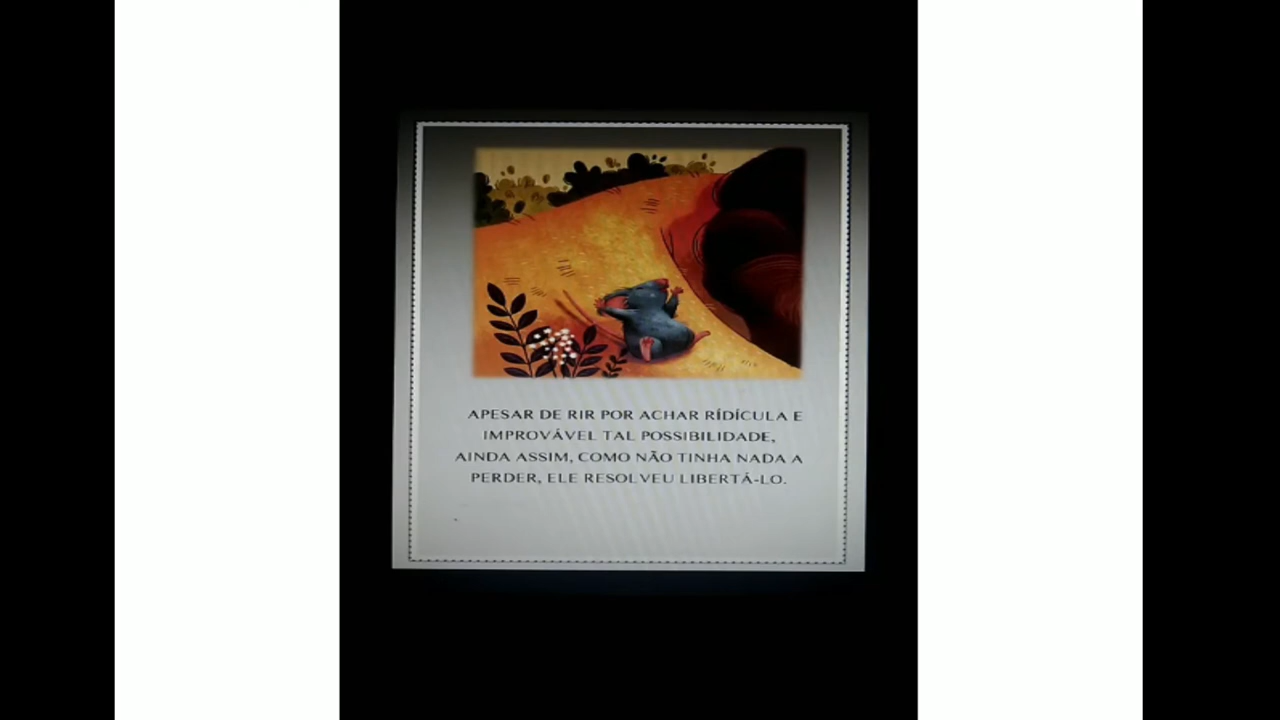 APESAR DE RIR POR ACHAR RÍDÍCULA E
IMPROVÁVEL TAL POSSIBILIDADE,
AINDA ASSIM, COMO NÃO TINHA NADA A
PERDER, ELE RESOLVEU LIBERTÁ-LO.